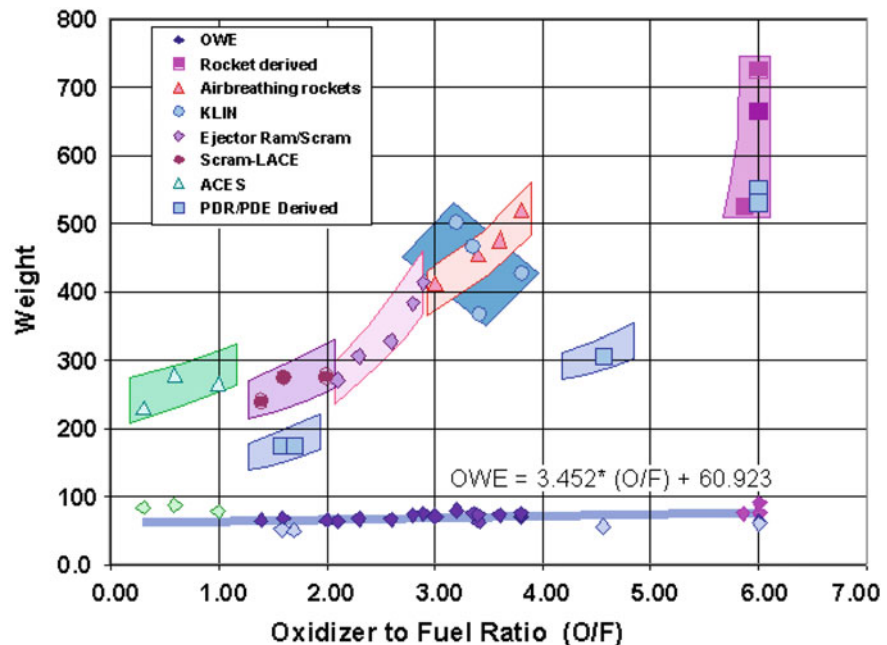 800
700
600
500
400
300
200
100
0.0
Weight
OWE
Rocket derived
Airbreathing rockets
KLIN
Ejector Ram/Scram
Scram-LACE
ACES
PDR/PDE Derived
OWE = 3.452* (O/F) + 60.923
0.00 1.00 2.00 3.00 4.00 5.00 6.00 7.00
Oxidizer to Fuel Ratio (O/F)